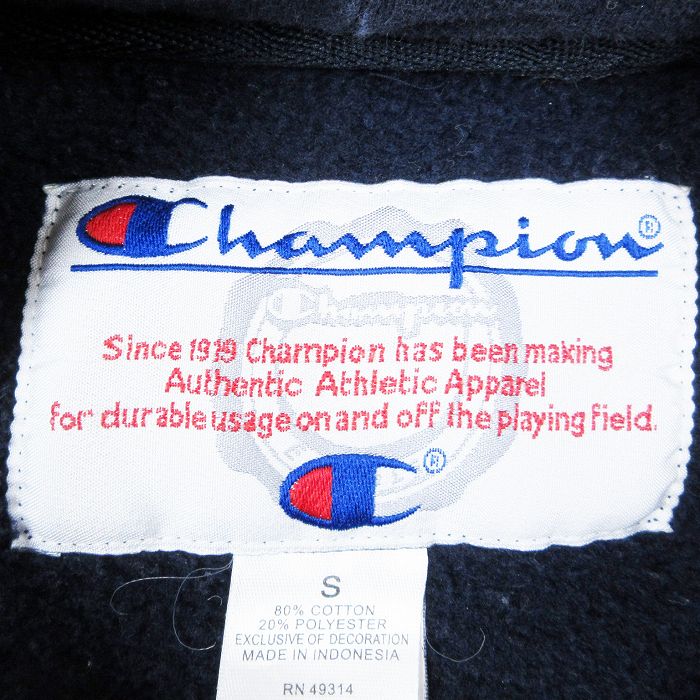 Champion®
Champion
Since 1919 Champion has been making
Authentic Athletic Apparel
for durable usage on and off the playing field.
®
S
80% COTTON
20% POLYESTER
EXCLUSIVE OF DECORATION
MADE IN INDONESIA
RN 49314